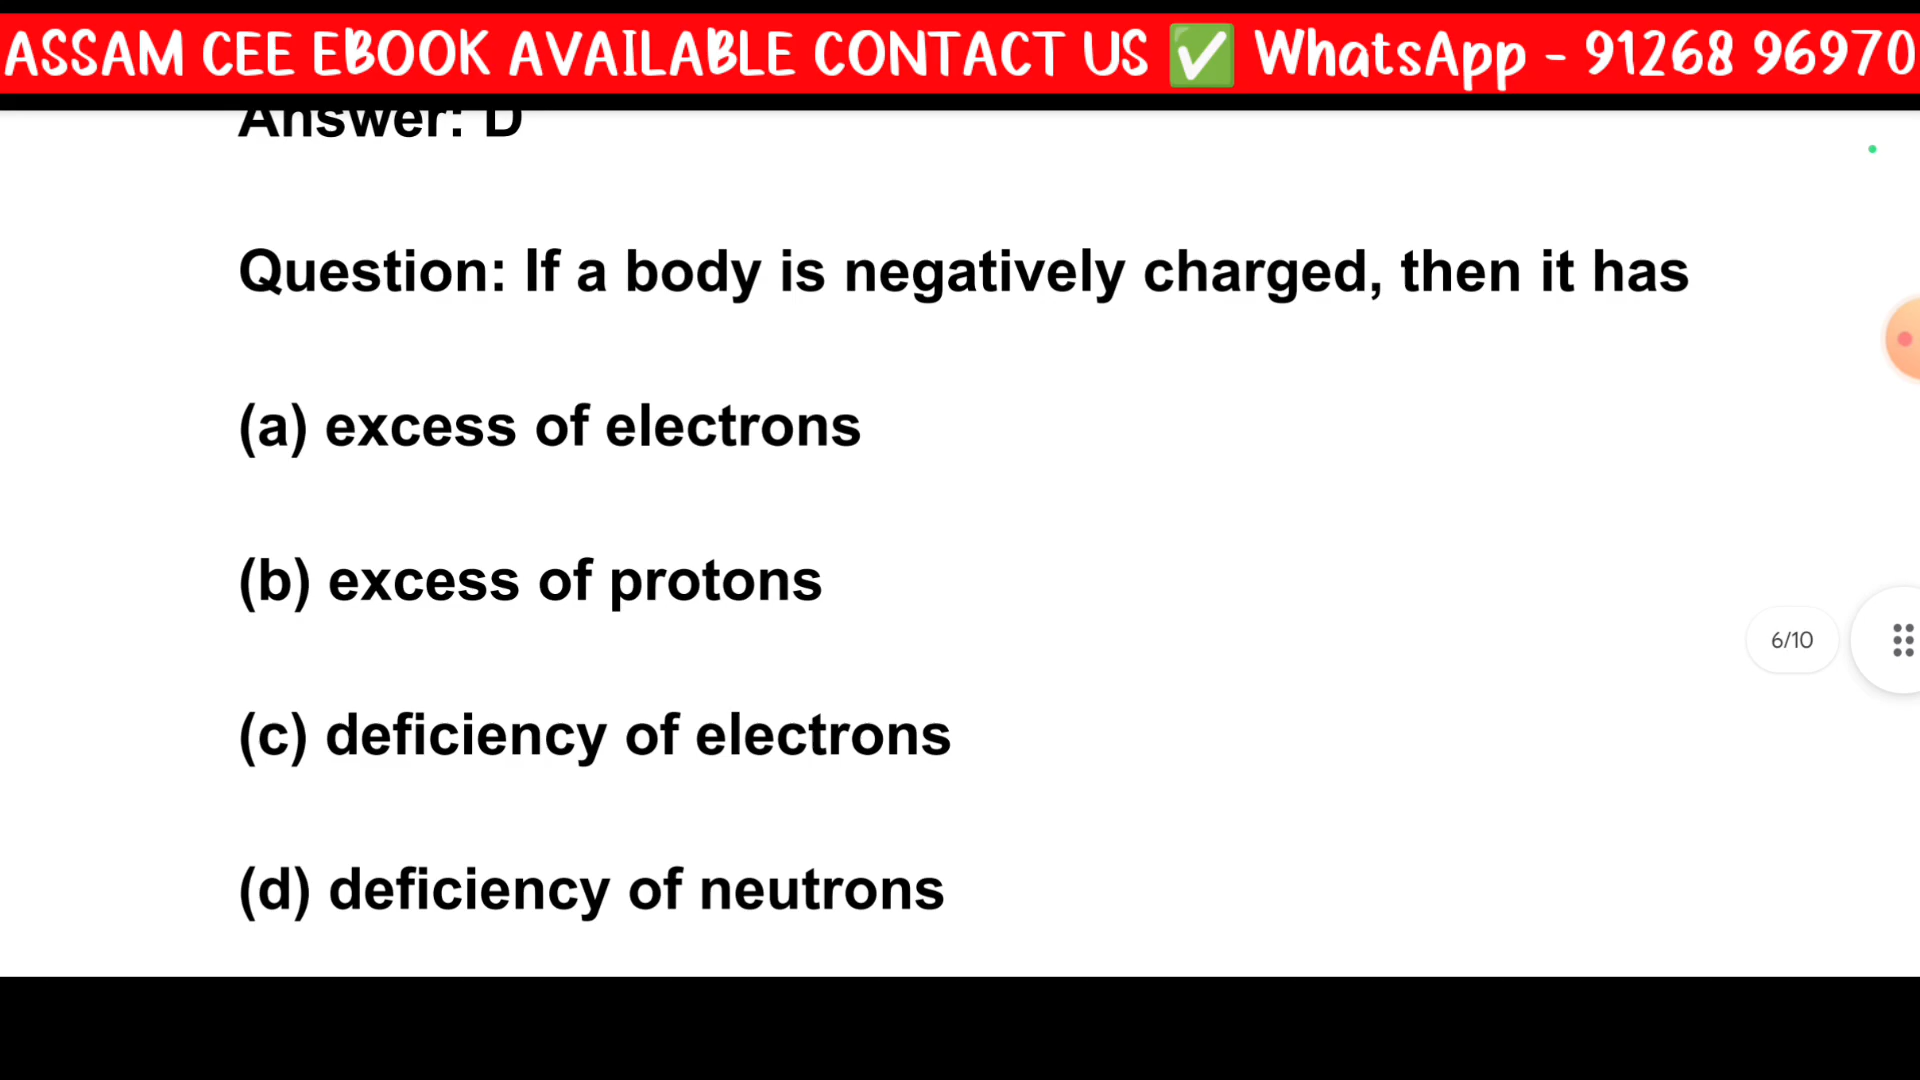 ASSAM CEE EBOOK AVAILABLE CONTACT US ✅ WhatsApp - 91268 96970
Answer: D
Question: If a body is negatively charged, then it has
(a) excess of electrons
(b) excess of protons
6/10
(c) deficiency of electrons
(d) deficiency of neutrons